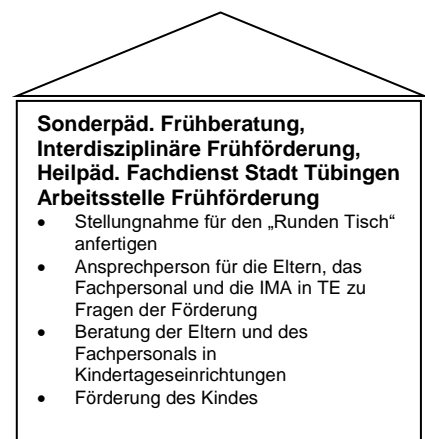 Sonderpäd. Frühberatung,
Interdisziplinäre Frühförderung,
Heilpäd. Fachdienst Stadt Tübingen
Arbeitsstelle Frühförderung
• Stellungnahme für den „Runden Tisch“
anfertigen
• Ansprechperson für die Eltern, das
Fachpersonal und die IMA in TE zu
Fragen der Förderung
• Beratung der Eltern und des
Fachpersonals in
Kindertageseinrichtungen
• Förderung des Kindes